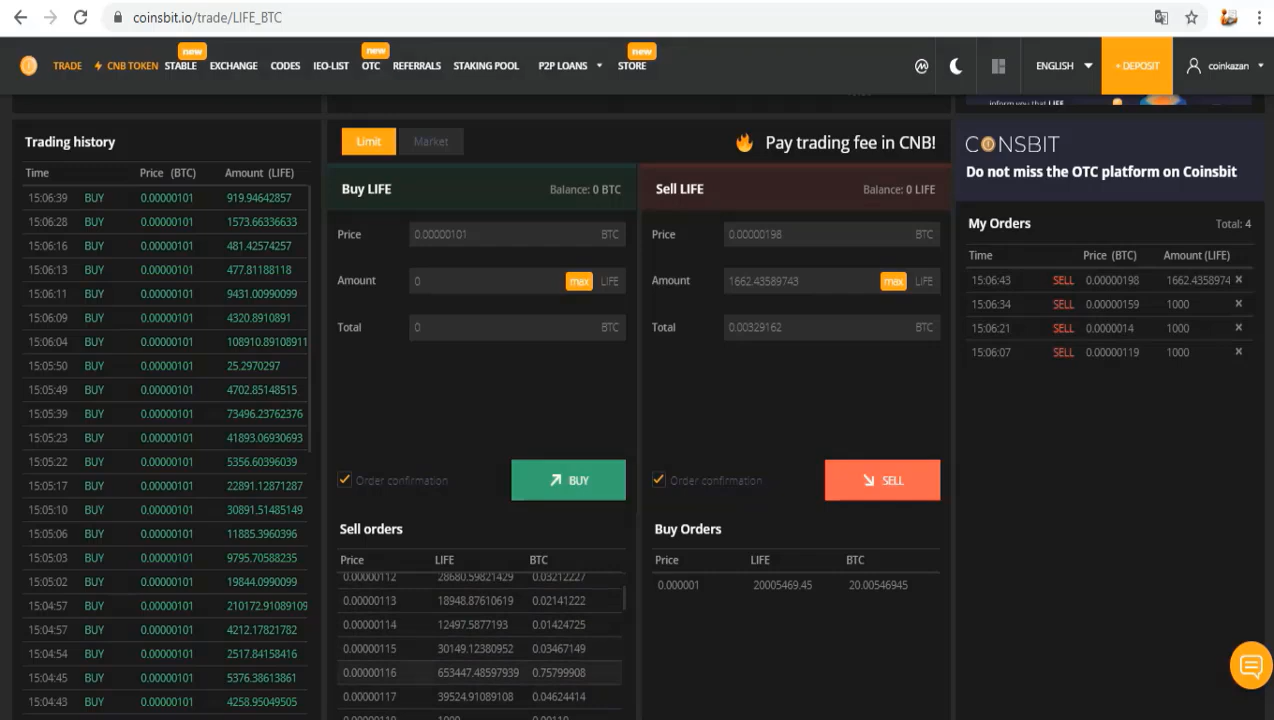 coinsbit.io/trade/LIFE_BTC
new new new
TRADE CNB TOKEN STABLE EXCHANGE CODES IEO-LIST OTC REFERRALS STAKING POOL P2P LOANS STORE ENGLISH + DEPOSIT coinkazan
inform you that LIFE
Trading history
Time Price (BTC) Amount (LIFE)
15:06:39 BUY 0.00000101 919.94642857
15:06:28 BUY 0.00000101 1573.66336633
15:06:16 BUY 0.00000101 481.42574257
15:06:13 BUY 0.00000101 477.81188118
15:06:11 BUY 0.00000101 9431.00990099
15:06:09 BUY 0.00000101 4320.8910891
15:06:04 BUY 0.00000101 108910.89108911
15:05:50 BUY 0.00000101 25.2970297
15:05:49 BUY 0.00000101 4702.85148515
15:05:39 BUY 0.00000101 73496.23762376
15:05:23 BUY 0.00000101 41893.06930693
15:05:22 BUY 0.00000101 5356.60396039
15:05:17 BUY 0.00000101 22891.12871287
15:05:10 BUY 0.00000101 30891.51485149
15:05:06 BUY 0.00000101 11885.3960396
15:05:03 BUY 0.00000101 9795.70588235
15:05:02 BUY 0.00000101 19844.0990099
15:04:57 BUY 0.00000101 210172.91089109
15:04:57 BUY 0.00000101 4212.17821782
15:04:54 BUY 0.00000101 2517.84158416
15:04:45 BUY 0.00000101 5376.38613861
15:04:43 BUY 0.00000101 4258.95049505
Limit Market
Pay trading fee in CNB!
Buy LIFE Balance: 0 BTC
Price 0.00000101 BTC
Amount 0 max LIFE
Total 0 BTC
Order confirmation BUY
Sell LIFE Balance: 0 LIFE
Price 0.00000198 BTC
Amount 1662.43589743 max LIFE
Total 0.00329162 BTC
Order confirmation SELL
Sell orders
Price LIFE BTC
0.00000112 28680.59821429 0.03212227
0.00000113 18948.87610619 0.02141222
0.00000114 12497.5877193 0.01424725
0.00000115 30149.12380952 0.03467149
0.00000116 653447.48597939 0.75799908
0.00000117 39524.91089108 0.04624414
Buy Orders
Price LIFE BTC
0.000001 20005469.45 20.00546945
COINSBIT
Do not miss the OTC platform on Coinsbit
My Orders Total: 4
Time Price (BTC) Amount (LIFE)
15:06:43 SELL 0.00000198 1662.4358974
15:06:34 SELL 0.00000159 1000
15:06:21 SELL 0.0000014 1000
15:06:07 SELL 0.00000119 1000